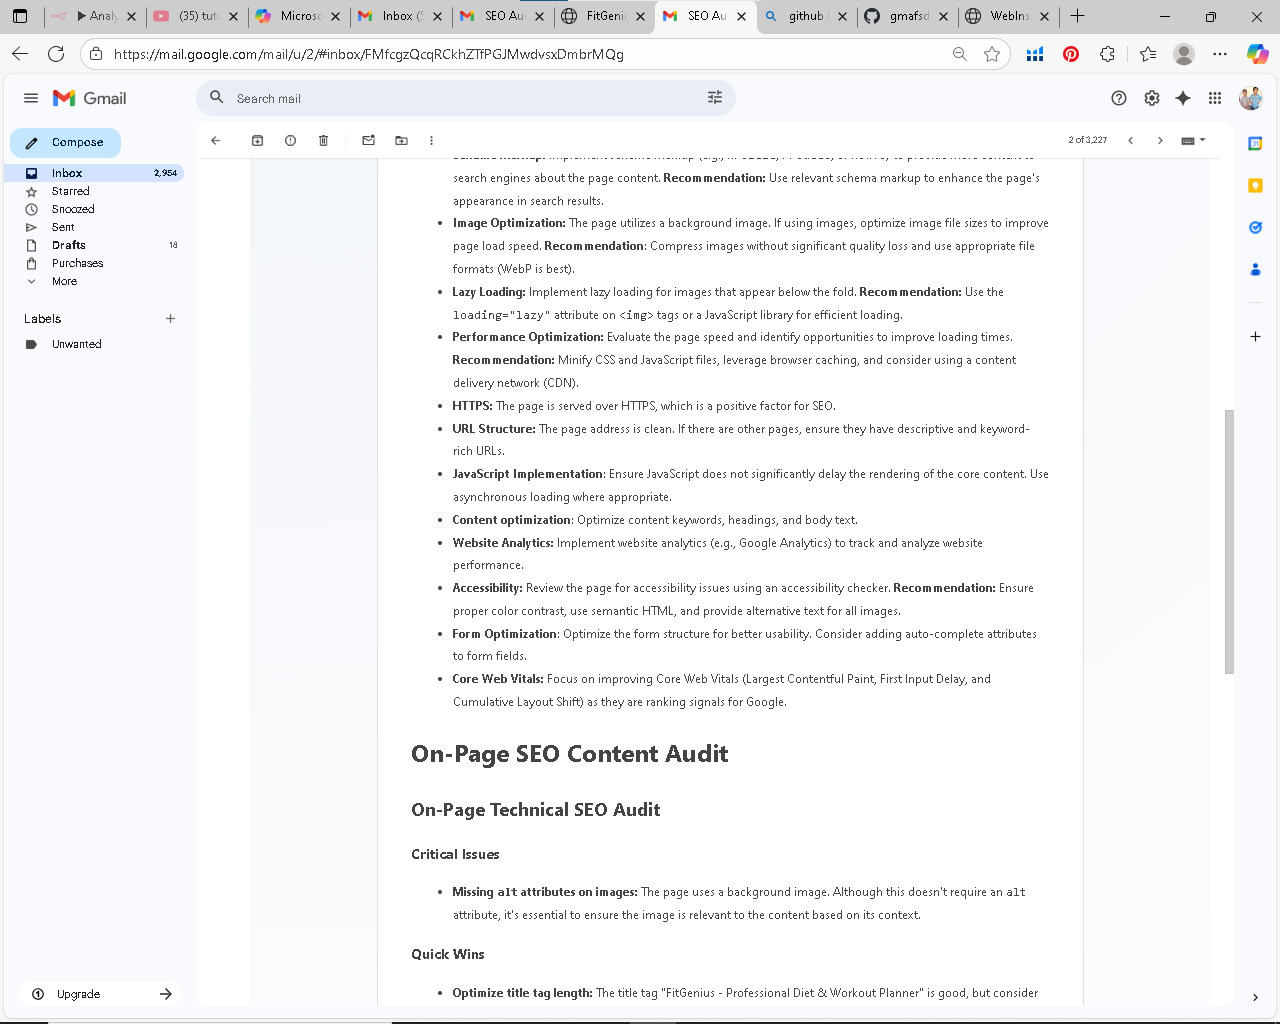 Analy
(35) tut
Microso
Inbox (5
SEO Au
FitGeniu
SEO Au
github
gmafsd
WebIns
https://mail.google.com/mail/u/2/#inbox/FMfcgzQcqRCkhZTfPGJMwdvsxDmbrMQg
Gmail
Search mail
Compose
2 of 3,227
Inbox 2,954
Starred
Snoozed
Sent
Drafts 18
Purchases
More
Labels
Unwanted
Upgrade
search engines about the page content. Recommendation: Use relevant schema markup to enhance the page's
appearance in search results.
• Image Optimization: The page utilizes a background image. If using images, optimize image file sizes to improve
page load speed. Recommendation: Compress images without significant quality loss and use appropriate file
formats (WebP is best).
• Lazy Loading: Implement lazy loading for images that appear below the fold. Recommendation: Use the
loading="lazy" attribute on <img> tags or a JavaScript library for efficient loading.
• Performance Optimization: Evaluate the page speed and identify opportunities to improve loading times.
Recommendation: Minify CSS and JavaScript files, leverage browser caching, and consider using a content
delivery network (CDN).
• HTTPS: The page is served over HTTPS, which is a positive factor for SEO.
• URL Structure: The page address is clean. If there are other pages, ensure they have descriptive and keyword-
rich URLs.
• JavaScript Implementation: Ensure JavaScript does not significantly delay the rendering of the core content. Use
asynchronous loading where appropriate.
• Content optimization: Optimize content keywords, headings, and body text.
• Website Analytics: Implement website analytics (e.g., Google Analytics) to track and analyze website
performance.
• Accessibility: Review the page for accessibility issues using an accessibility checker. Recommendation: Ensure
proper color contrast, use semantic HTML, and provide alternative text for all images.
• Form Optimization: Optimize the form structure for better usability. Consider adding auto-complete attributes
to form fields.
• Core Web Vitals: Focus on improving Core Web Vitals (Largest Contentful Paint, First Input Delay, and
Cumulative Layout Shift) as they are ranking signals for Google.
On-Page SEO Content Audit
On-Page Technical SEO Audit
Critical Issues
• Missing alt attributes on images: The page uses a background image. Although this doesn't require an alt
attribute, it's essential to ensure the image is relevant to the content based on its context.
Quick Wins
• Optimize title tag length: The title tag "FitGenius - Professional Diet & Workout Planner" is good, but consider